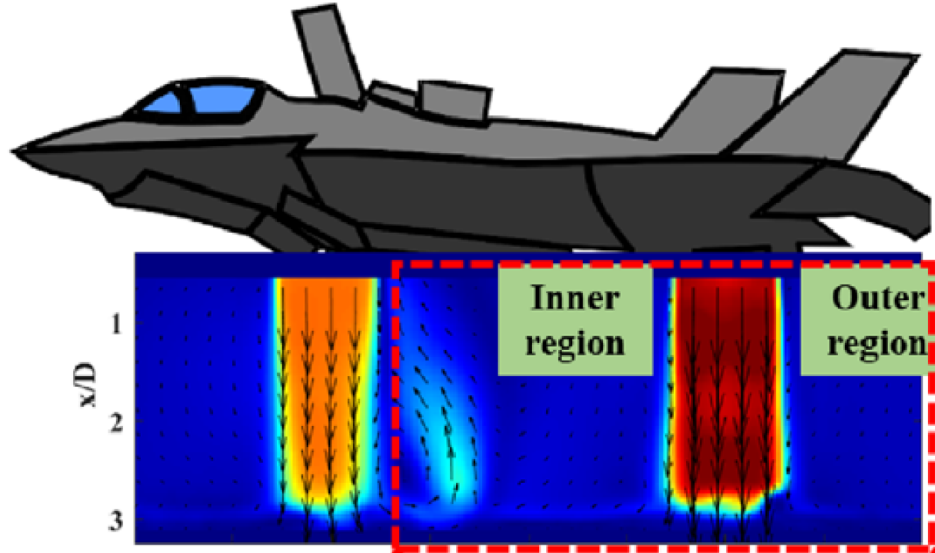 Inner
region
Outer
region
1
2
3
x/D